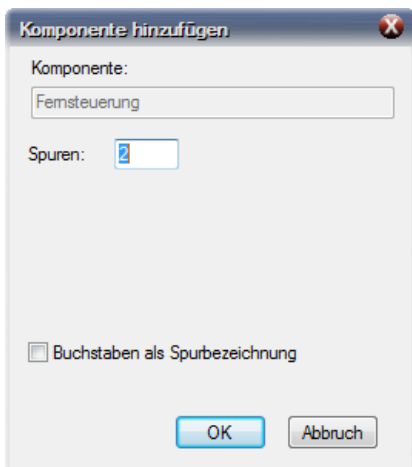 Komponente hinzufügen
Komponente:
Fernsteuerung
Spuren: 2
Buchstaben als Spurbezeichnung
OK Abbruch